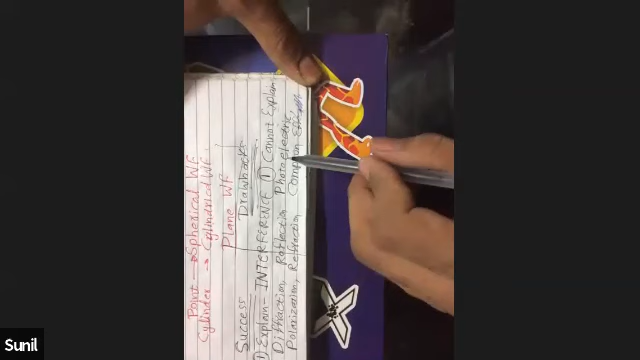 Point → Spherical WF
Cylinder → Cylindrical WF.
Plane WF
Success Drawbacks
① Explain - INTERFERENCE ① Cannot Explain
Diffraction, Reflection Photoelectric,
Polarization, Refraction Compton Effect
Sunil